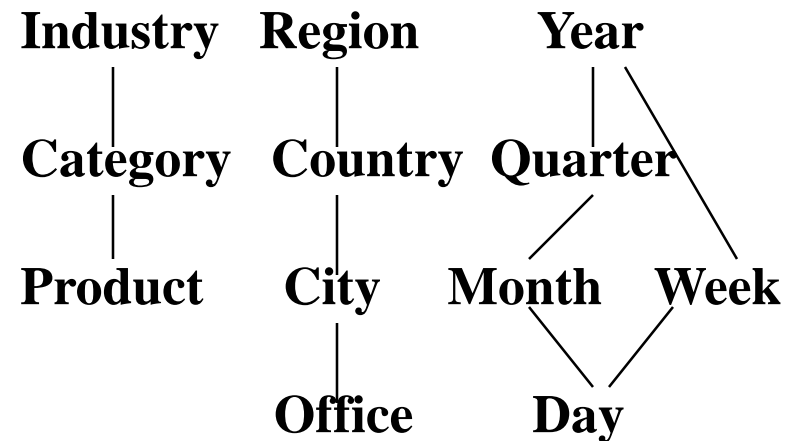 Industry Region Year
Category Country Quarter
Product City Month Week
Office Day